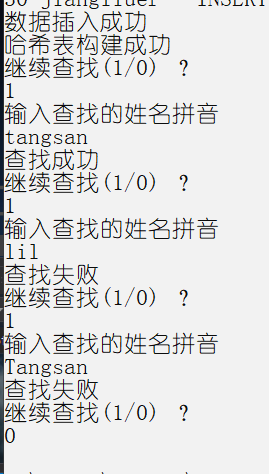 数据插入成功
哈希表构建成功
继续查找(1/0) ?
1
输入查找的姓名拼音
tangsan
查找成功
继续查找(1/0) ?
1
输入查找的姓名拼音
lil
查找失败
继续查找(1/0) ?
1
输入查找的姓名拼音
Tangsan
查找失败
继续查找(1/0) ?
0